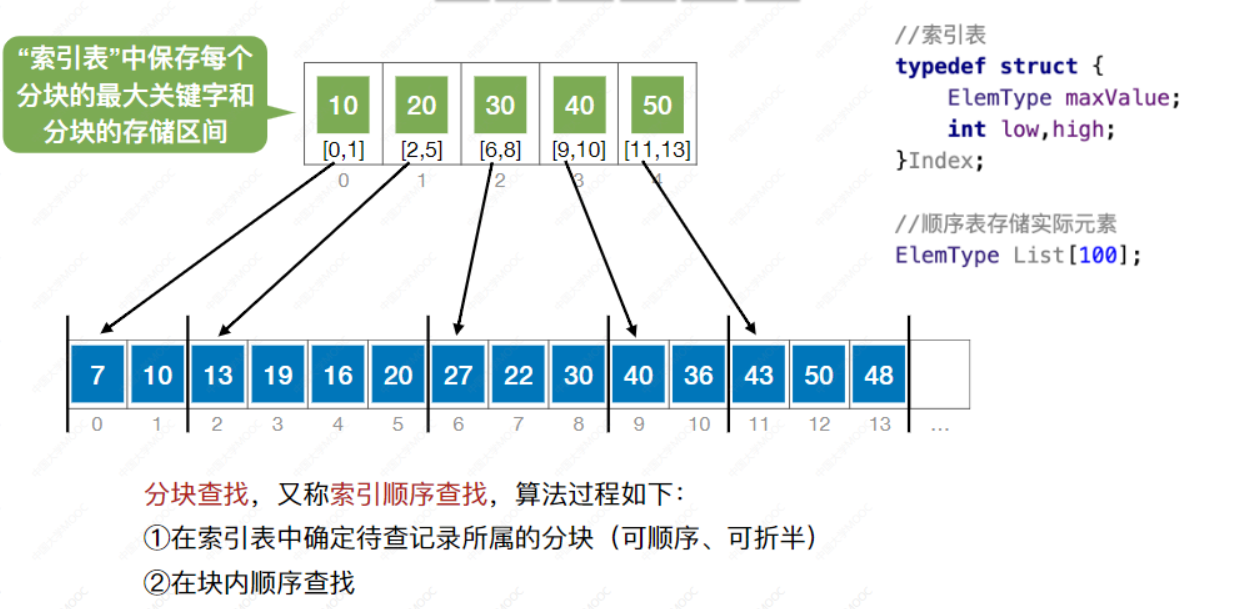 “索引表”中保存每个
分块的最大关键字和
分块的存储区间
10 20 30 40 50
[0,1] [2,5] [6,8] [9,10] [11,13]
0 1 2 3 4
//索引表
typedef struct {
ElemType maxValue;
int low,high;
}Index;
//顺序表存储实际元素
ElemType List[100];
7 10 13 19 16 20 27 22 30 40 36 43 50 48
0 1 2 3 4 5 6 7 8 9 10 11 12 13 ...
分块查找，又称索引顺序查找，算法过程如下：
①在索引表中确定待查记录所属的分块（可顺序、可折半）
②在块内顺序查找